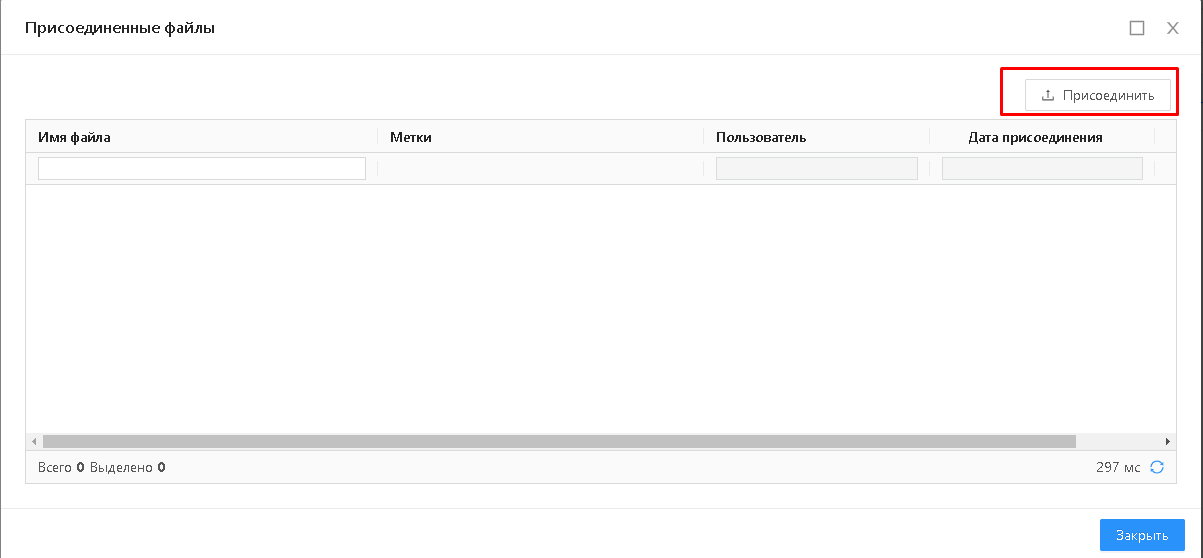 Присоединенные файлы
Присоединить
Имя файла Метки Пользователь Дата присоединения
Всего 0 Выделено 0 297 мс
Закрыть